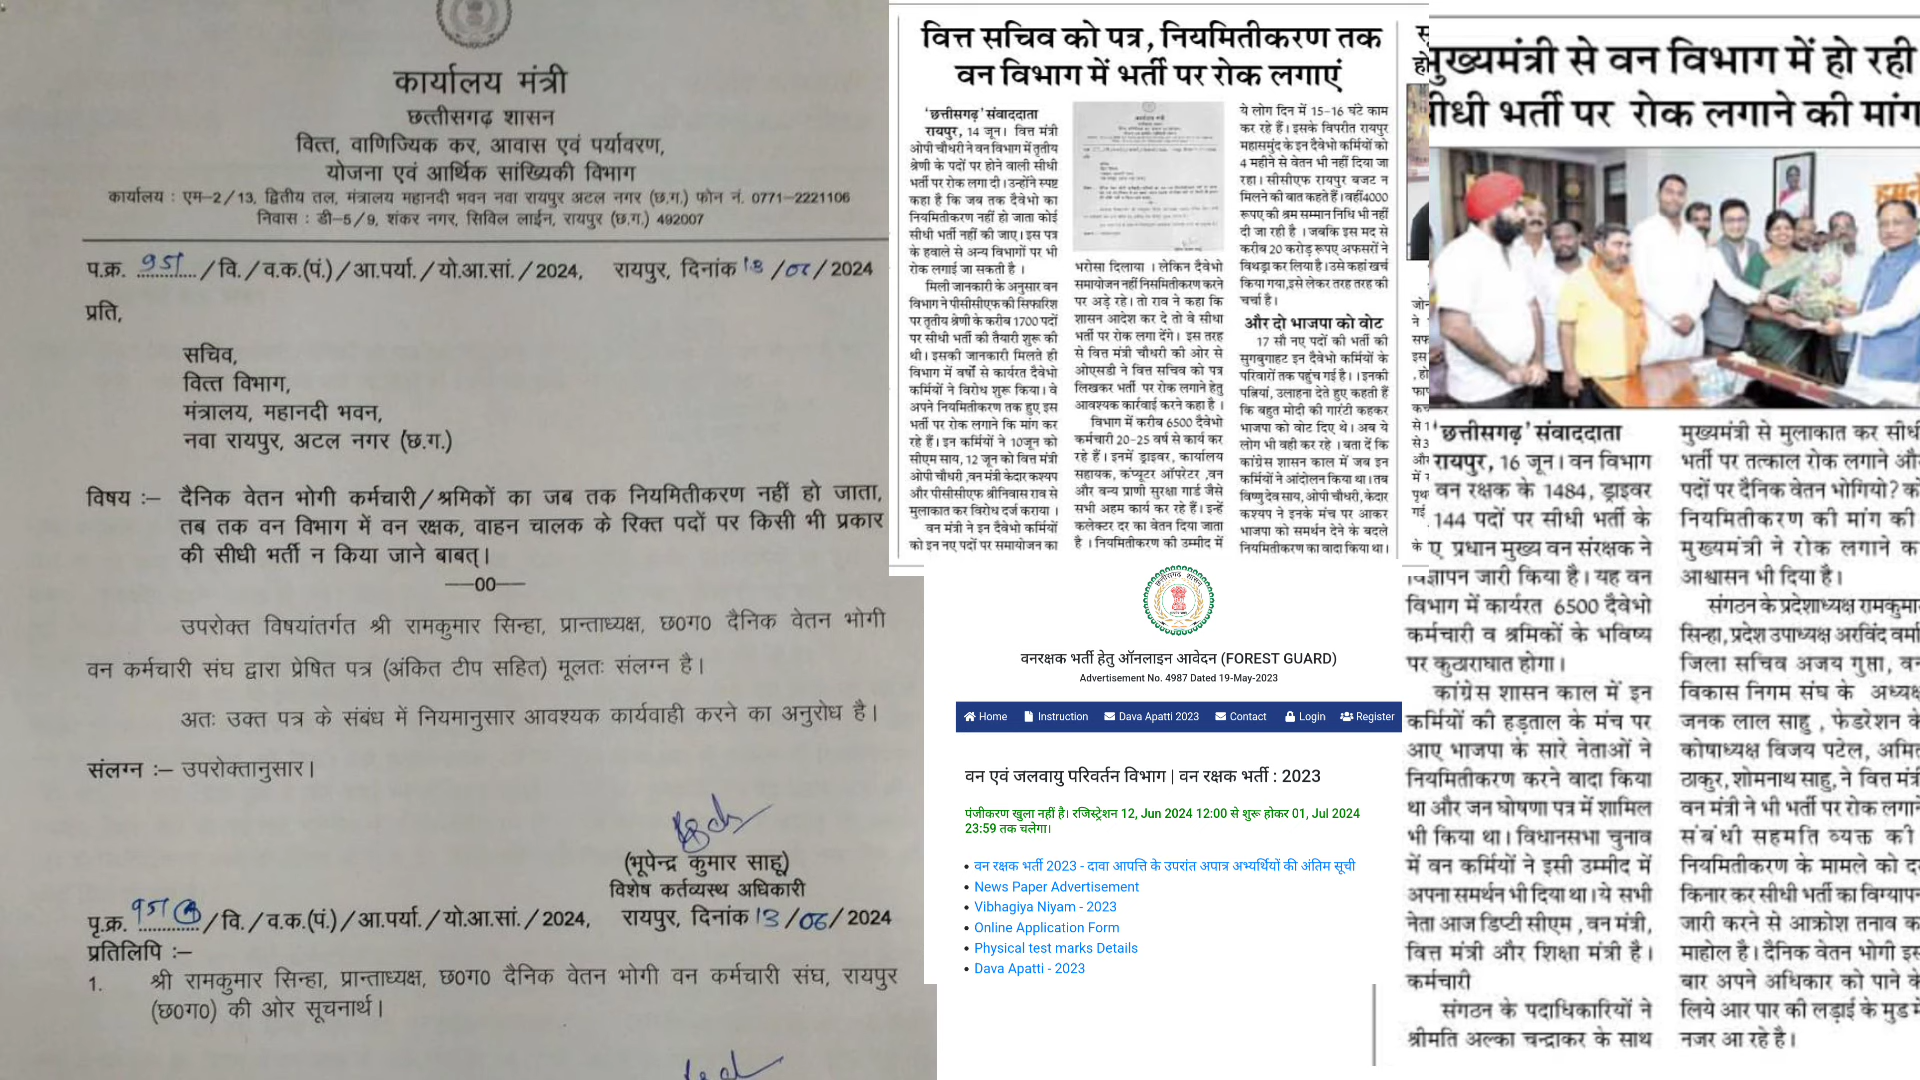 कार्यालय मंत्री
छत्तीसगढ़ शासन
वित्त, वाणिज्यिक कर, आवास एवं पर्यावरण,
योजना एवं आर्थिक सांख्यिकी विभाग
कार्यालय : एम-2/13, द्वितीय तल, मंत्रालय महानदी भवन नवा रायपुर अटल नगर (छ.ग.) फोन नं. 0771-2221106
निवास : डी-5/9, शंकर नगर, सिविल लाईन, रायपुर (छ.ग.) 492007
प.क्र. 951/वि./व.क.(पं.)/आ.पर्या./यो.आ.सां./2024, रायपुर, दिनांक 13/06/2024
प्रति,
सचिव,
वित्त विभाग,
मंत्रालय, महानदी भवन,
नवा रायपुर, अटल नगर (छ.ग.)
विषय :– दैनिक वेतन भोगी कर्मचारी/श्रमिकों का जब तक नियमितीकरण नहीं हो जाता,
तब तक वन विभाग में वन रक्षक, वाहन चालक के रिक्त पदों पर किसी भी प्रकार
की सीधी भर्ती न किया जाने बाबत्।
——00——
उपरोक्त विषयांतर्गत श्री रामकुमार सिन्हा, प्रान्ताध्यक्ष, छ0ग0 दैनिक वेतन भोगी
वन कर्मचारी संघ द्वारा प्रेषित पत्र (अंकित टीप सहित) मूलतः संलग्न है।
अतः उक्त पत्र के संबंध में नियमानुसार आवश्यक कार्यवाही करने का अनुरोध है।
संलग्न :– उपरोक्तानुसार।
(भूपेन्द्र कुमार साहू)
विशेष कर्तव्यस्थ अधिकारी
पृ.क्र. 951(A)/वि./व.क.(पं.)/आ.पर्या./यो.आ.सां./2024, रायपुर, दिनांक 13/06/2024
प्रतिलिपि :–
1. श्री रामकुमार सिन्हा, प्रान्ताध्यक्ष, छ0ग0 दैनिक वेतन भोगी वन कर्मचारी संघ, रायपुर
(छ0ग0) की ओर सूचनार्थ।
वित्त सचिव को पत्र, नियमितीकरण तक
वन विभाग में भर्ती पर रोक लगाएं
'छत्तीसगढ़' संवाददाता
रायपुर, 14 जून। वित्त मंत्री
ओपी चौधरी ने वन विभाग में तृतीय
श्रेणी के पदों पर होने वाली सीधी
भर्ती पर रोक लगा दी। उन्होंने स्पष्ट
कहा है कि जब तक दैवेभो का
नियमितीकरण नहीं हो जाता कोई
सीधी भर्ती नहीं की जाए। इस पत्र
के हवाले से अन्य विभागों पर भी
रोक लगाई जा सकती है ।
मिली जानकारी के अनुसार वन
विभाग ने पीसीसीएफ की सिफारिश
पर तृतीय श्रेणी के करीब 1700 पदों
पर सीधी भर्ती की तैयारी शुरू की
थी। इसकी जानकारी मिलते ही
विभाग में वर्षों से कार्यरत दैवेभो
कर्मियों ने विरोध शुरू किया। वे
अपने नियमितीकरण तक हुए इस
भर्ती पर रोक लगाने कि मांग कर
रहे हैं। इन कर्मियों ने 10जून को
सीएम साय, 12 जून को वित्त मंत्री
ओपी चौधरी ,वन मंत्री केदार कश्यप
और पीसीसीएफ श्रीनिवास राव से
मुलाकात कर विरोध दर्ज कराया ।
वन मंत्री ने इन दैवेभो कर्मियों
को इन नए पदों पर समायोजन का
भरोसा दिलाया । लेकिन दैवेभो
समायोजन नहीं निसमितीकरण करने
पर अड़े रहे। तो राव ने कहा कि
शासन आदेश कर दे तो वे सीधा
भर्ती पर रोक लगा देंगे। इस तरह
से वित्त मंत्री चौधरी की ओर से
ओएसडी ने वित्त सचिव को पत्र
लिखकर भर्ती पर रोक लगाने हेतु
आवश्यक कार्रवाई करने कहा है ।
विभाग में करीब 6500 दैवेभो
कर्मचारी 20-25 वर्ष से कार्य कर
रहे हैं। इनमें ड्राइवर, कार्यालय
सहायक, कंप्यूटर ऑपरेटर ,वन
और वन्य प्राणी सुरक्षा गार्ड जैसे
सभी अहम कार्य कर रहे हैं। इन्हें
कलेक्टर दर का वेतन दिया जाता
है । नियमितीकरण की उम्मीद में
ये लोग दिन में 15-16 घंटे काम
कर रहे हैं। इसके विपरीत रायपुर
महासमुंद के इन दैवेभो कर्मियों को
4 महीने से वेतन भी नहीं दिया जा
रहा। सीसीएफ रायपुर बजट न
मिलने की बात कहते हैं। वहीं4000
रूपए की श्रम सम्मान निधि भी नहीं
दी जा रही है । जबकि इस मद से
करीब 20 करोड़ रूपए अफसरों ने
विथड्रा कर लिया है। उसे कहां खर्च
किया गया,इसे लेकर तरह तरह की
चर्चा है।
और दो भाजपा को वोट
17 सौ नए पदों की भर्ती की
सुगबुगाहट इन दैवेभो कर्मियों के
परिवारों तक पहुंच गई है। । इनकी
पत्नियां, उलाहना देते हुए कहती हैं
कि बहुत मोदी की गारंटी कहकर
भाजपा को वोट दिए थे। अब ये
लोग भी वही कर रहे । बता दें कि
कांग्रेस शासन काल में जब इन
कर्मियों ने आंदोलन किया था। तब
विष्णु देव साय, ओपी चौधरी, केदार
कश्यप ने इनके मंच पर आकर
भाजपा को समर्थन देने के बदले
नियमितीकरण का वादा किया था।
वनरक्षक भर्ती हेतु ऑनलाइन आवेदन (FOREST GUARD)
Advertisement No. 4987 Dated 19-May-2023
Home Instruction Dava Apatti 2023 Contact Login Register
वन एवं जलवायु परिवर्तन विभाग | वन रक्षक भर्ती : 2023
पंजीकरण खुला नहीं है। रजिस्ट्रेशन 12, Jun 2024 12:00 से शुरू होकर 01, Jul 2024
23:59 तक चलेगा।
• वन रक्षक भर्ती 2023 - दावा आपत्ति के उपरांत अपात्र अभ्यर्थियों की अंतिम सूची
• News Paper Advertisement
• Vibhagiya Niyam - 2023
• Online Application Form
• Physical test marks Details
• Dava Apatti - 2023
मुख्यमंत्री से वन विभाग में हो रही
सीधी भर्ती पर रोक लगाने की मांग
'छत्तीसगढ़' संवाददाता
रायपुर, 16 जून। वन विभाग
वन रक्षक के 1484, ड्राइवर
144 पदों पर सीधी भर्ती के
ए प्रधान मुख्य वन संरक्षक ने
विज्ञापन जारी किया है। यह वन
विभाग में कार्यरत 6500 दैवेभो
कर्मचारी व श्रमिकों के भविष्य
पर कुठाराघात होगा।
कांग्रेस शासन काल में इन
कर्मियों की हड़ताल के मंच पर
आए भाजपा के सारे नेताओं ने
नियमितीकरण करने वादा किया
था और जन घोषणा पत्र में शामिल
भी किया था। विधानसभा चुनाव
में वन कर्मियों ने इसी उम्मीद में
अपना समर्थन भी दिया था। ये सभी
नेता आज डिप्टी सीएम , वन मंत्री,
वित्त मंत्री और शिक्षा मंत्री है।
कर्मचारी
संगठन के पदाधिकारियों ने
श्रीमति अल्का चन्द्राकर के साथ
मुख्यमंत्री से मुलाकात कर सीधी
भर्ती पर तत्काल रोक लगाने और
पदों पर दैनिक वेतन भोगियो? को
नियमितीकरण की मांग की
मुख्यमंत्री ने रोक लगाने का
आश्वासन भी दिया है।
संगठन के प्रदेशाध्यक्ष रामकुमार
सिन्हा,प्रदेश उपाध्यक्ष अरविंद वर्मा
जिला सचिव अजय गुप्ता, वन
विकास निगम संघ के अध्यक्ष
जनक लाल साहु , फेडरेशन के
कोषाध्यक्ष विजय पटेल, अमित
ठाकुर,शोमनाथ साहु, ने वित्त मंत्री
वन मंत्री ने भी भर्ती पर रोक लगाने
संबंधी सहमति व्यक्त की
नियमितीकरण के मामले को दर
किनार कर सीधी भर्ती का विग्यापन
जारी करने से आक्रोश तनाव का
माहोल है। दैनिक वेतन भोगी इस
बार अपने अधिकार को पाने के
लिये आर पार की लड़ाई के मुड में
नजर आ रहे है।